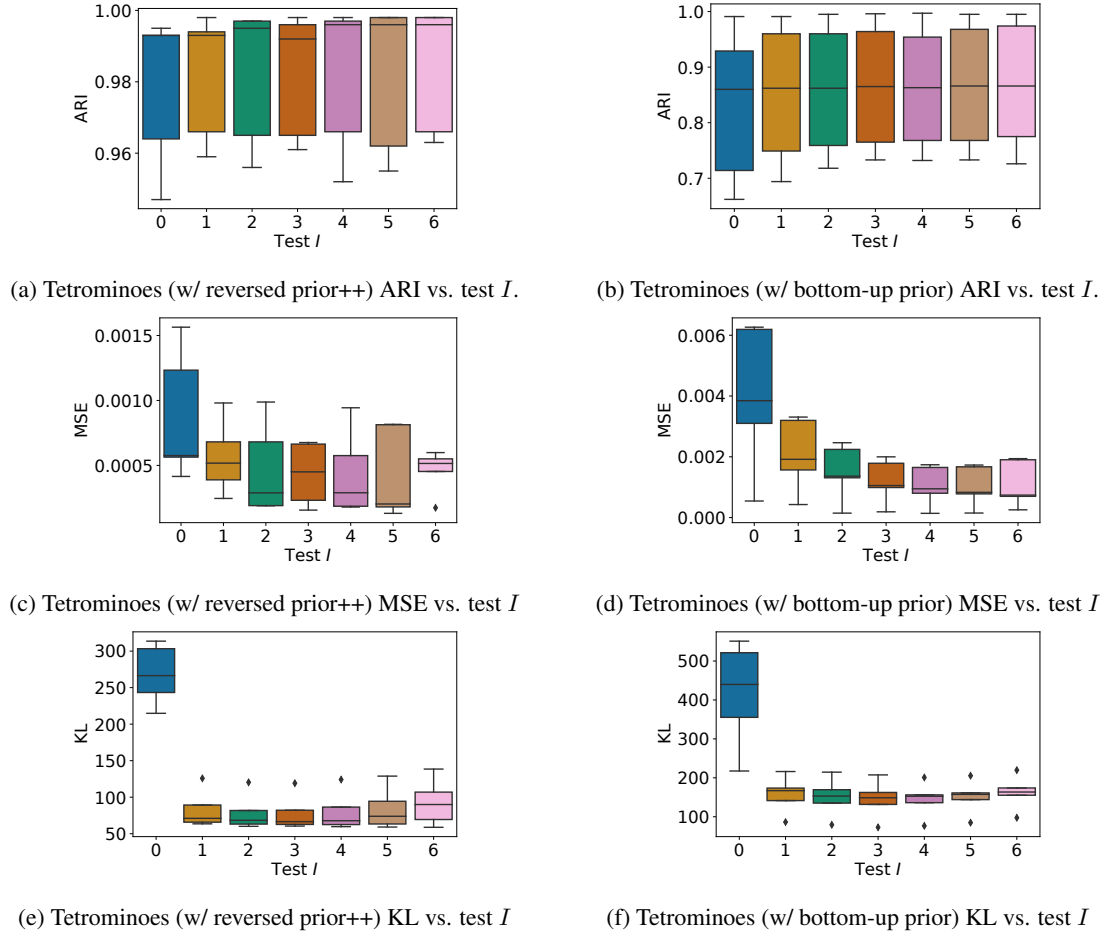 1.00
0.98
0.96
ARI
0 1 2 3 4 5 6
Test I
(a) Tetrominoes (w/ reversed prior++) ARI vs. test I.
1.0
0.9
0.8
0.7
ARI
0 1 2 3 4 5 6
Test I
(b) Tetrominoes (w/ bottom-up prior) ARI vs. test I.
0.0015
0.0010
0.0005
MSE
0 1 2 3 4 5 6
Test I
(c) Tetrominoes (w/ reversed prior++) MSE vs. test I
0.006
0.004
0.002
0.000
MSE
0 1 2 3 4 5 6
Test I
(d) Tetrominoes (w/ bottom-up prior) MSE vs. test I
300
250
200
150
100
50
KL
0 1 2 3 4 5 6
Test I
(e) Tetrominoes (w/ reversed prior++) KL vs. test I
500
400
300
200
100
KL
0 1 2 3 4 5 6
Test I
(f) Tetrominoes (w/ bottom-up prior) KL vs. test I